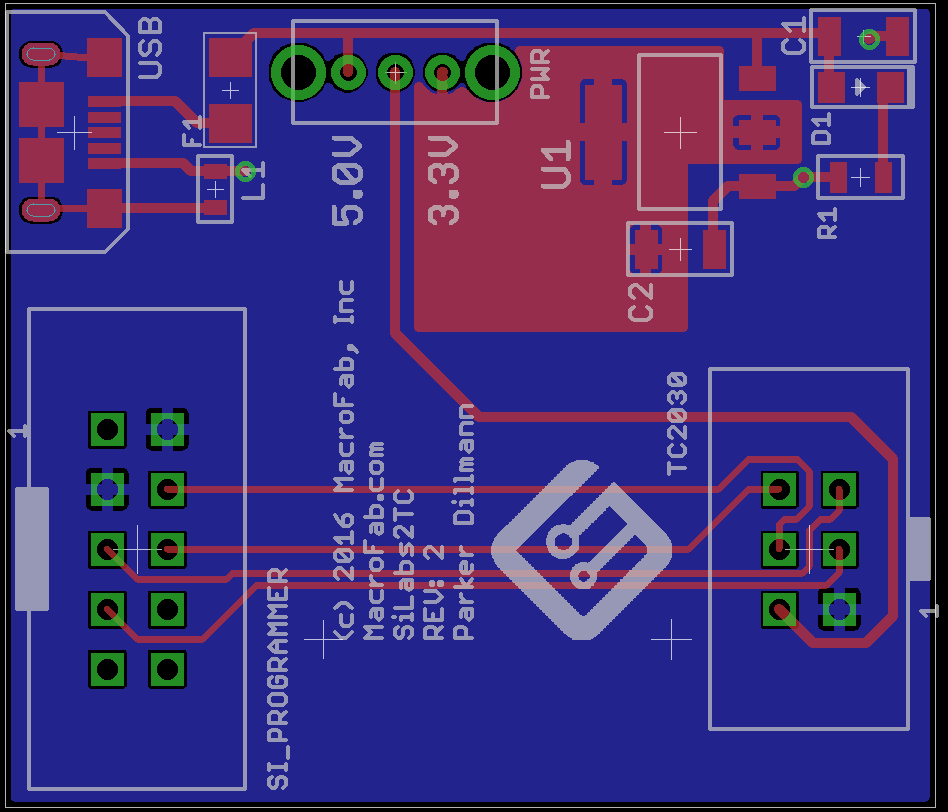 USB
F1
L1
5.0V
3.3V
PWR
U1
C1
D1
R1
C2
1
SI_PROGRAMMER
(c) 2016 MacroFab, Inc
MacroFab.com
SiLabs2TC
REV: 2
Parker Dillmann
TC2030
1